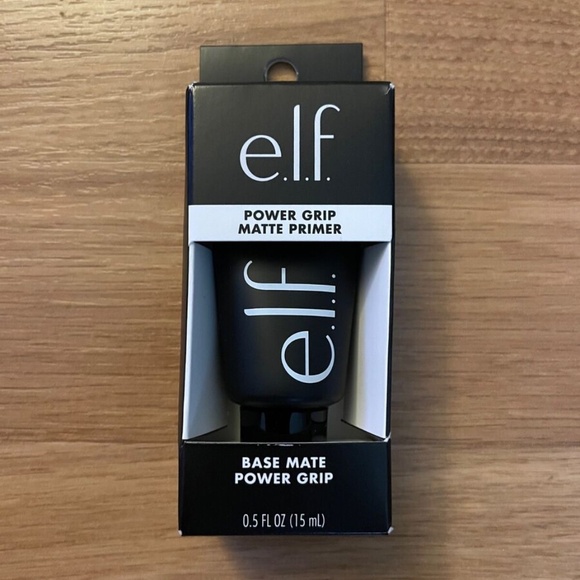 e.l.f.
POWER GRIP
MATTE PRIMER
e.l.f.
BASE MATE
POWER GRIP
0.5 FL OZ (15 mL)